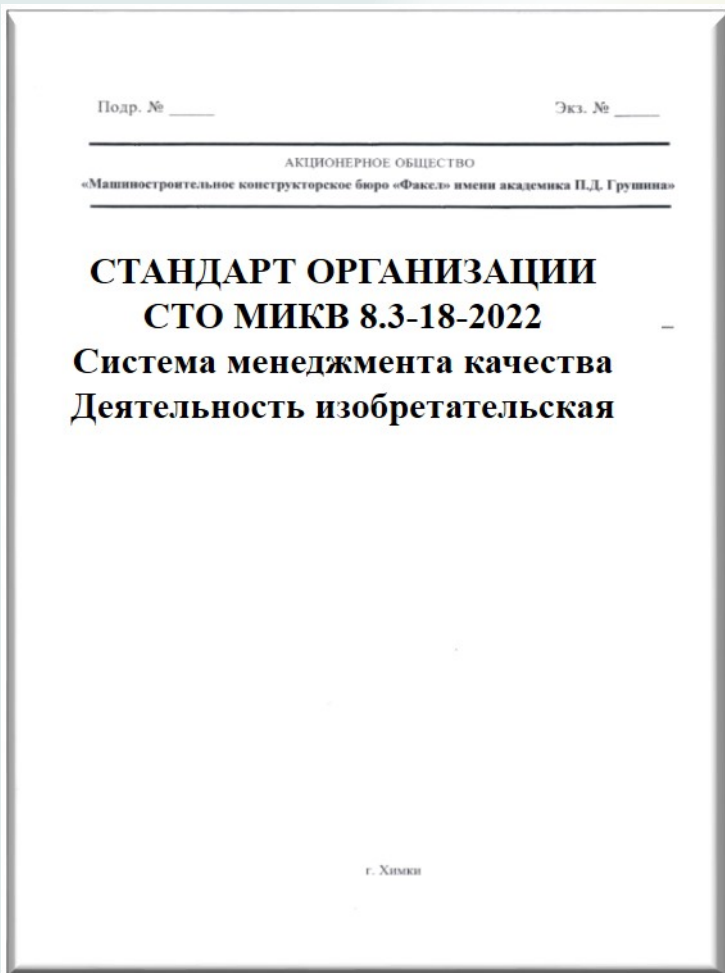 Подр. № _____
Экз. № _____
АКЦИОНЕРНОЕ ОБЩЕСТВО
«Машиностроительное конструкторское бюро «Факел» имени академика П.Д. Грушина»
СТАНДАРТ ОРГАНИЗАЦИИ
СТО МИКВ 8.3-18-2022
Система менеджмента качества
Деятельность изобретательская
г. Химки